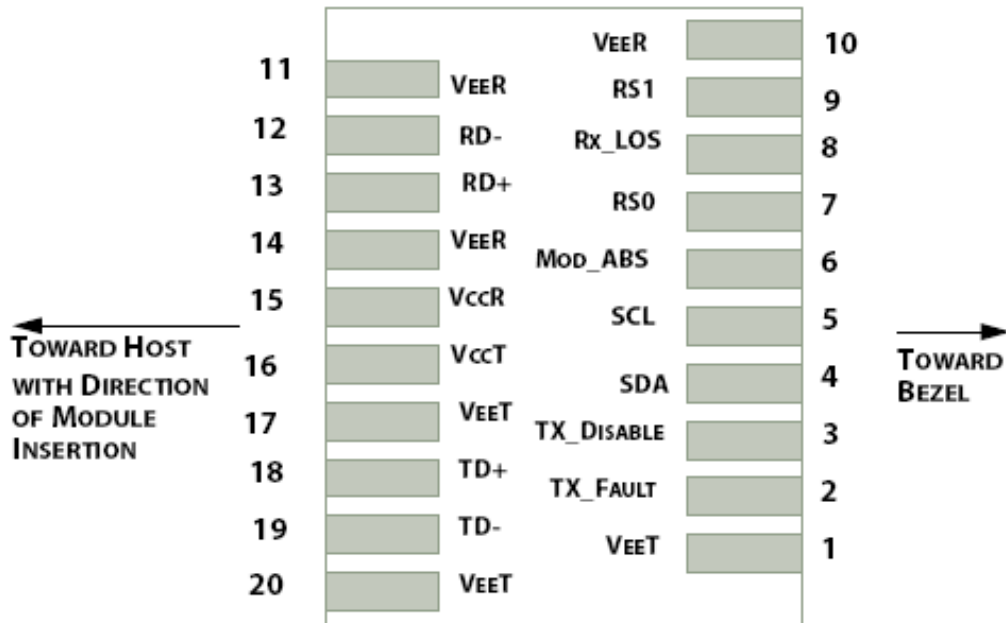 VEER 10
11 VEER
RS1 9
12 RD-
Rx_LOS 8
13 RD+
RS0 7
14 VEER
MOD_ABS 6
15 VCCR
SCL 5
TOWARD HOST
WITH DIRECTION
OF MODULE
INSERTION
TOWARD
BEZEL
16 VCCT
SDA 4
17 VEET
TX_DISABLE 3
18 TD+
TX_FAULT 2
19 TD-
VEET 1
20 VEET